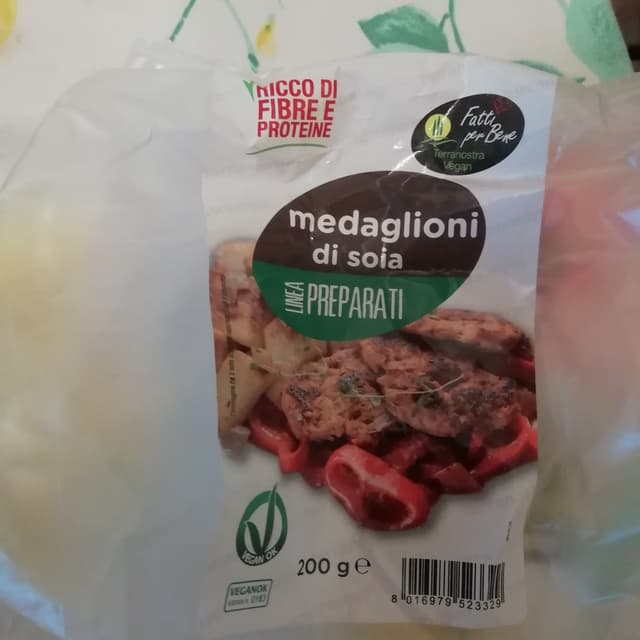 RICCO DI
FIBRE E
PROTEINE
Fatti
per Bene
Terranostra
Vegan
medaglioni
di soia
LINEA
PREPARATI
VEGAN OK
VEGANOK
200 g e
8 016979 523329